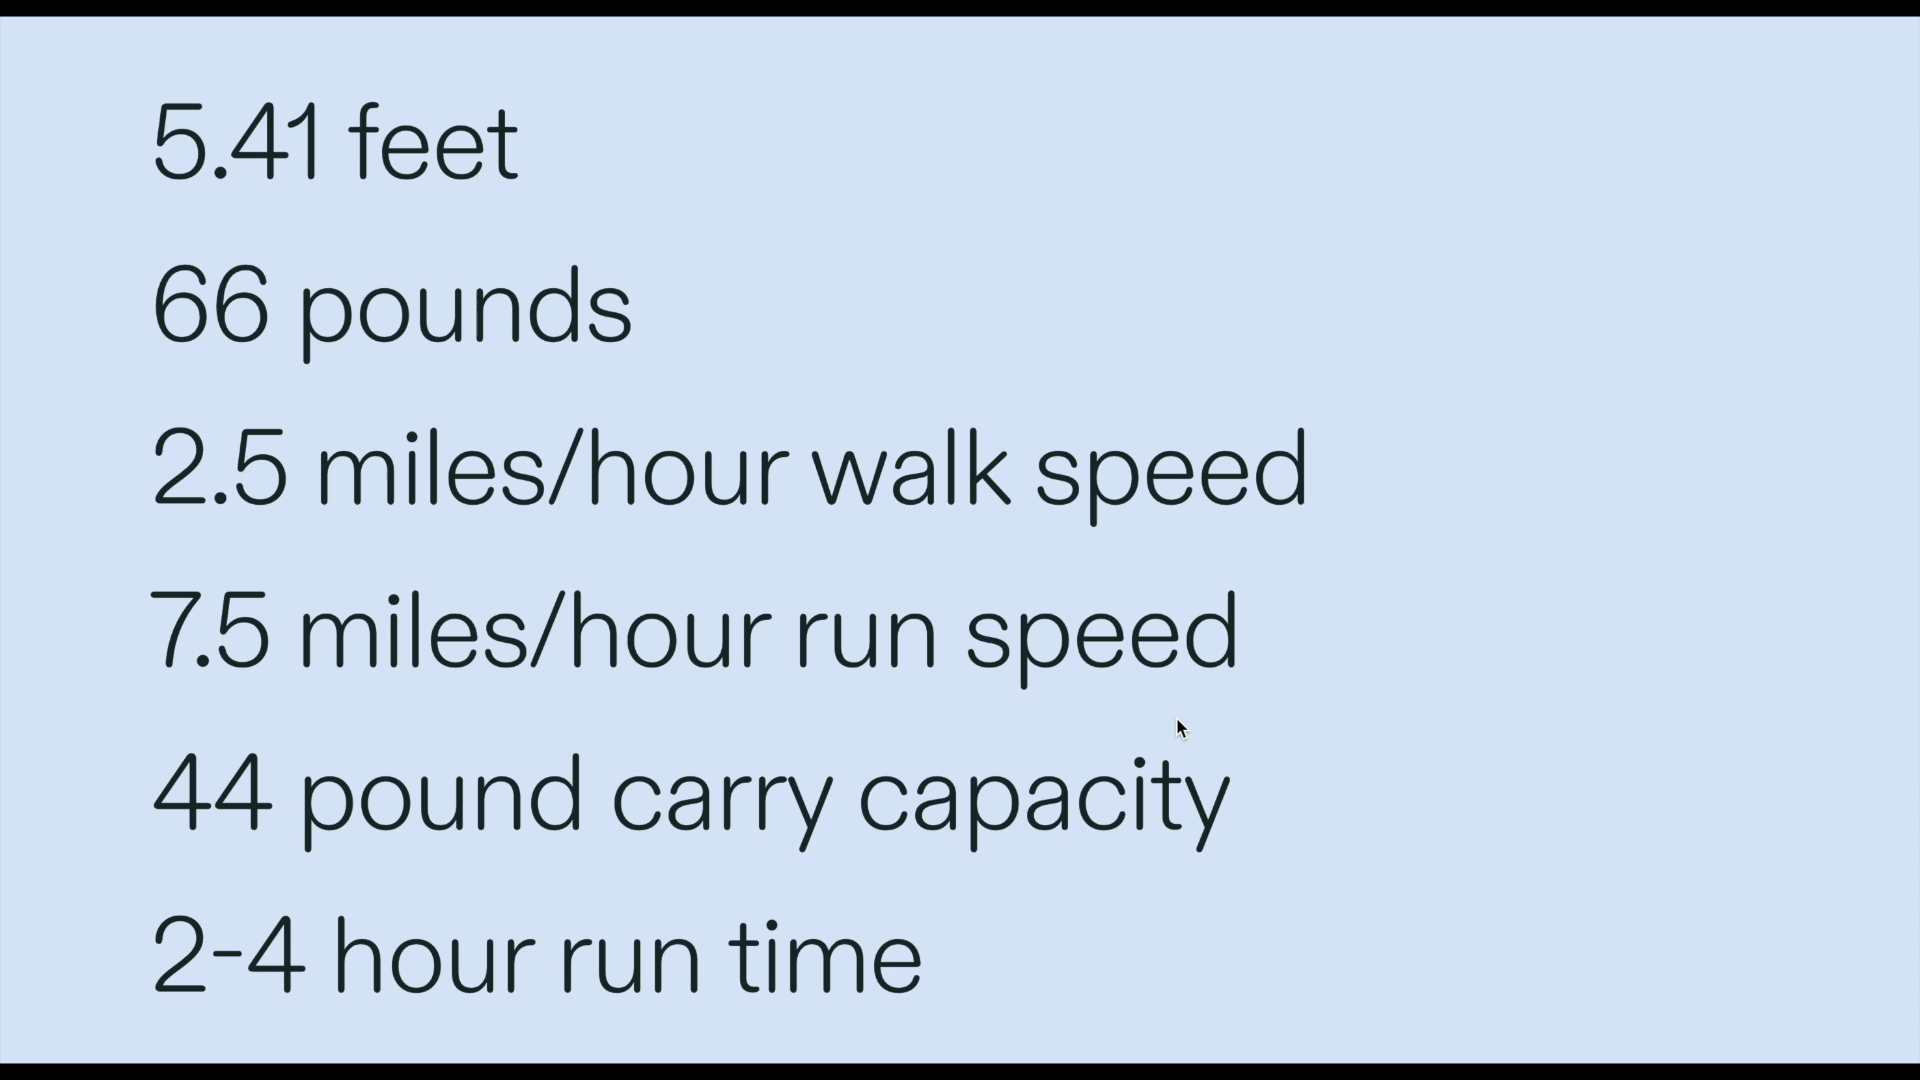 5.41 feet
66 pounds
2.5 miles/hour walk speed
7.5 miles/hour run speed
44 pound carry capacity
2-4 hour run time